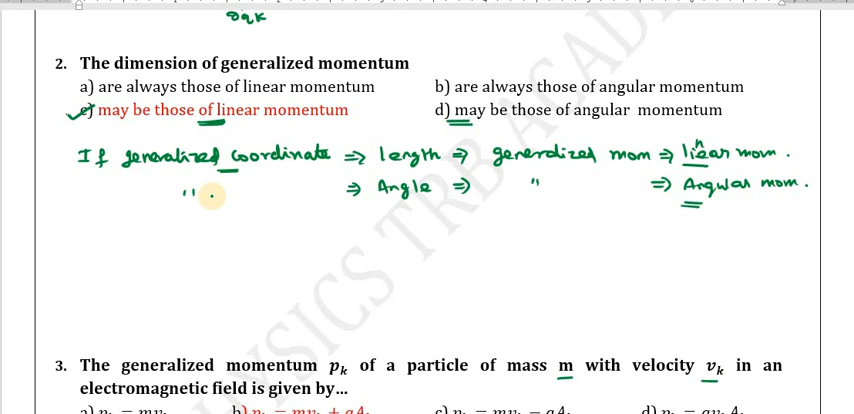 ∂q̇k
2. The dimension of generalized momentum
a) are always those of linear momentum b) are always those of angular momentum
c) may be those of linear momentum d) may be those of angular momentum
If generalized coordinate ⇒ length ⇒ generalized mom ⇒ linear mom.
" . ⇒ Angle ⇒ " ⇒ Angular mom.
3. The generalized momentum pₖ of a particle of mass m with velocity vₖ in an
electromagnetic field is given by...